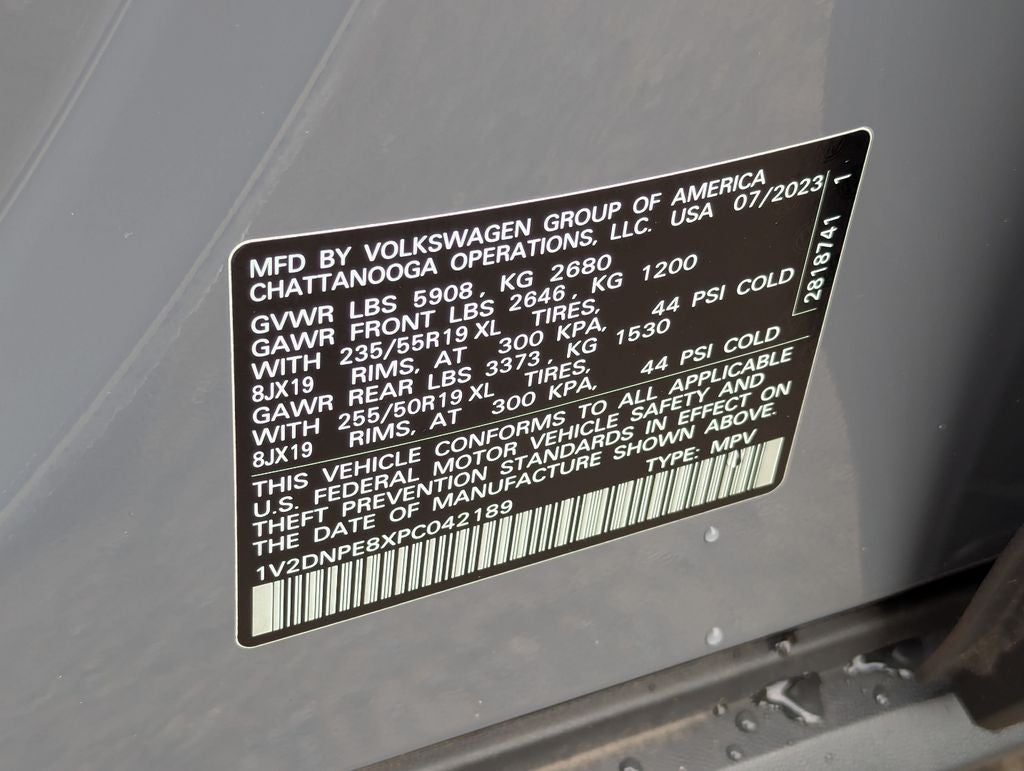 MFD BY VOLKSWAGEN GROUP OF AMERICA
CHATTANOOGA OPERATIONS, LLC. USA 07/2023
GVWR LBS 5908, KG 2680
GAWR FRONT LBS 2646, KG 1200
WITH 235/55R19 XL TIRES,
8JX19 RIMS, AT 300 KPA, 44 PSI COLD
GAWR REAR LBS 3373, KG 1530
WITH 255/50R19 XL TIRES,
8JX19 RIMS, AT 300 KPA, 44 PSI COLD
THIS VEHICLE CONFORMS TO ALL APPLICABLE
U.S. FEDERAL MOTOR VEHICLE SAFETY AND
THEFT PREVENTION STANDARDS IN EFFECT ON
THE DATE OF MANUFACTURE SHOWN ABOVE.
1V2DNPE8XPC042189 TYPE: MPV
2818741 1